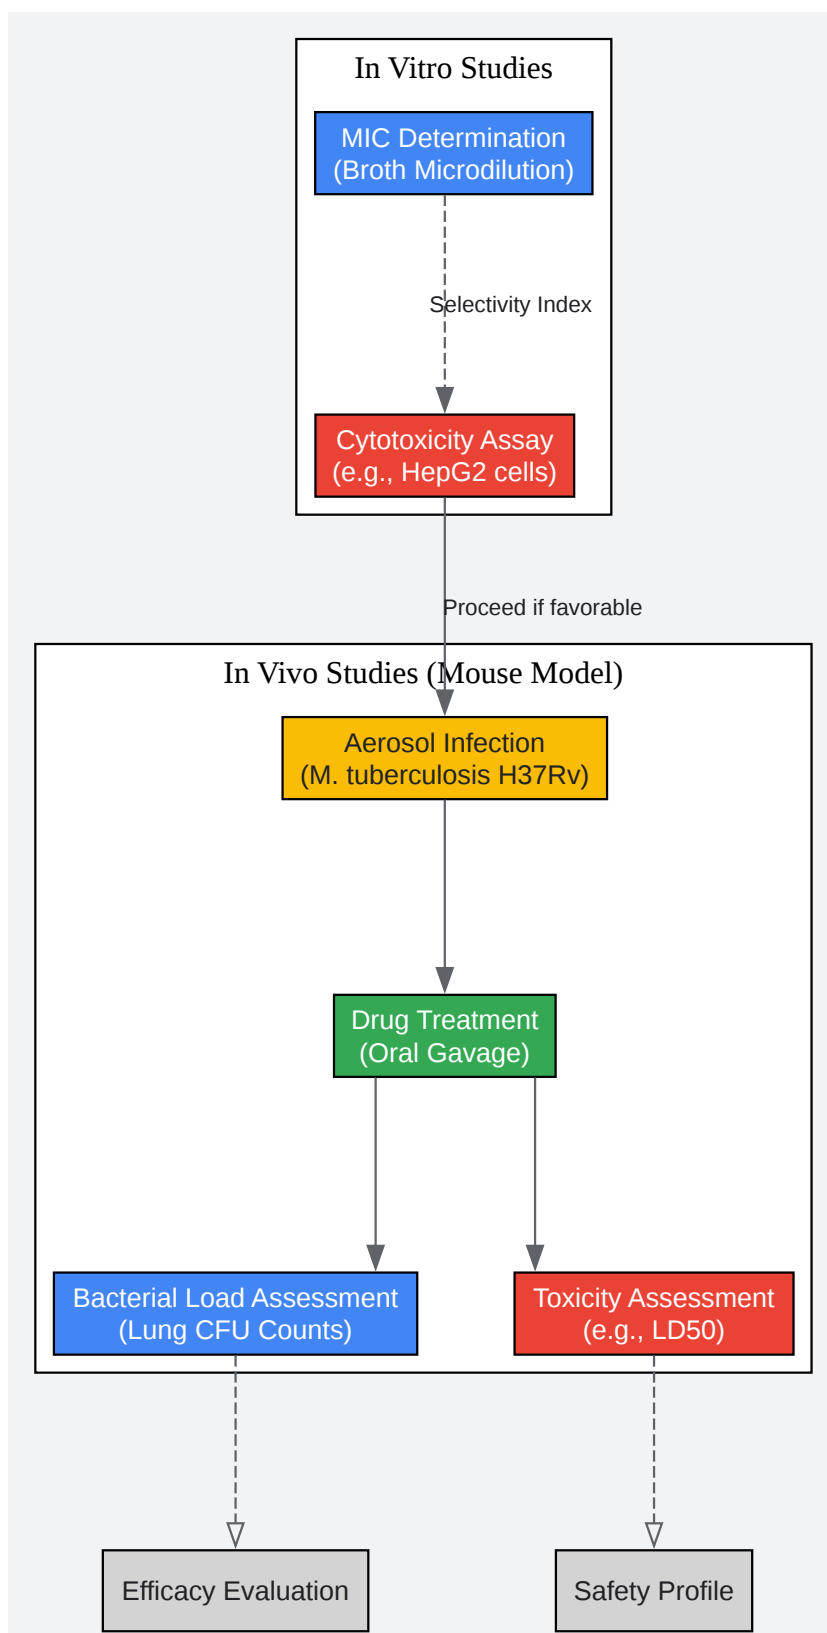 In Vitro Studies
MIC Determination
(Broth Microdilution)
Selectivity Index
Cytotoxicity Assay
(e.g., HepG2 cells)
Proceed if favorable
In Vivo Studies (Mouse Model)
Aerosol Infection
(M. tuberculosis H37Rv)
Drug Treatment
(Oral Gavage)
Bacterial Load Assessment
(Lung CFU Counts)
Toxicity Assessment
(e.g., LD50)
Efficacy Evaluation
Safety Profile